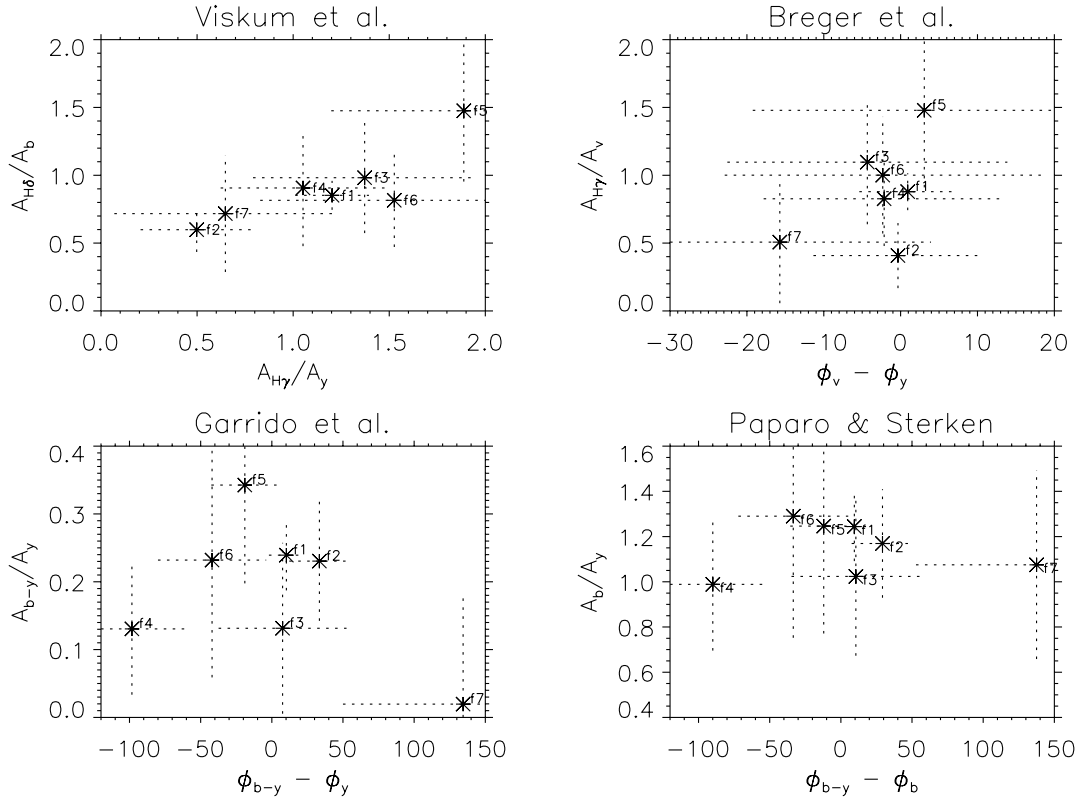 Viskum et al.
2.0
1.5
1.0
0.5
0.0
A_Hδ/A_b
f5
f3
f4
f1
f6
f7
f2
0.0 0.5 1.0 1.5 2.0
A_Hγ/A_y
Breger et al.
2.0
1.5
1.0
0.5
0.0
A_Hγ/A_v
f5
f3
f6
f1
f4
f7
f2
−30 −20 −10 0 10 20
ϕ_v − ϕ_y
Garrido et al.
0.4
0.3
0.2
0.1
0.0
A_b−y/A_y
f5
f1
f6
f2
f4
f3
f7
−100 −50 0 50 100 150
ϕ_b−y − ϕ_y
Paparo & Sterken
1.6
1.4
1.2
1.0
0.8
0.6
0.4
A_b/A_y
f6
f5
f1
f2
f3
f4
f7
−100 −50 0 50 100 150
ϕ_b−y − ϕ_b